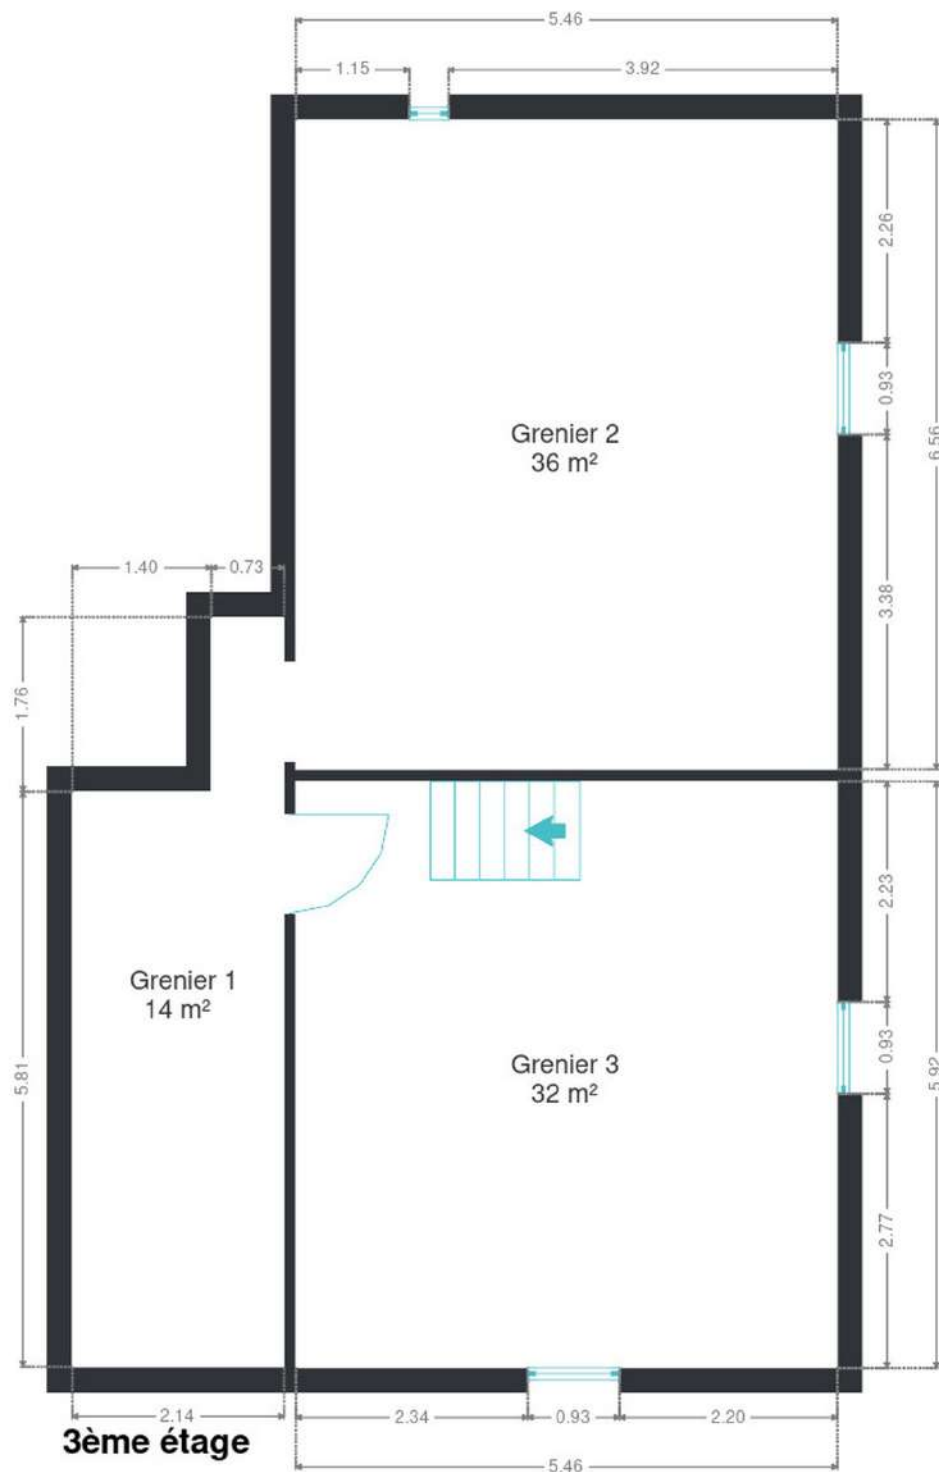 5.46
1.15
3.92
2.26
0.93
6.56
Grenier 2
36 m²
1.40
0.73
3.38
1.76
2.23
Grenier 1
14 m²
0.93
5.92
5.81
Grenier 3
32 m²
2.77
2.14
2.34
0.93
2.20
3ème étage
5.46